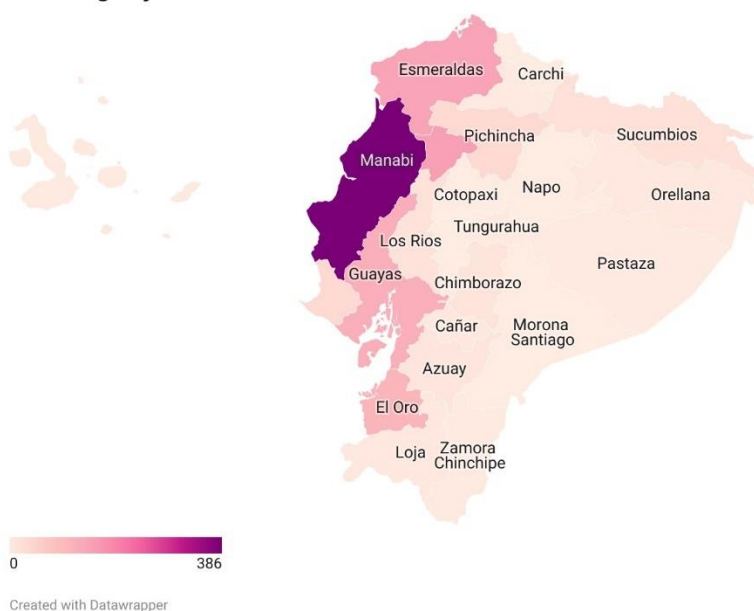 Esmeraldas
Carchi
Pichincha
Sucumbios
Manabi
Cotopaxi
Napo
Orellana
Los Rios
Tungurahua
Pastaza
Guayas
Chimborazo
Cañar
Morona
Santiago
Azuay
El Oro
Loja
Zamora
Chinchipe
0
386
Created with Datawrapper